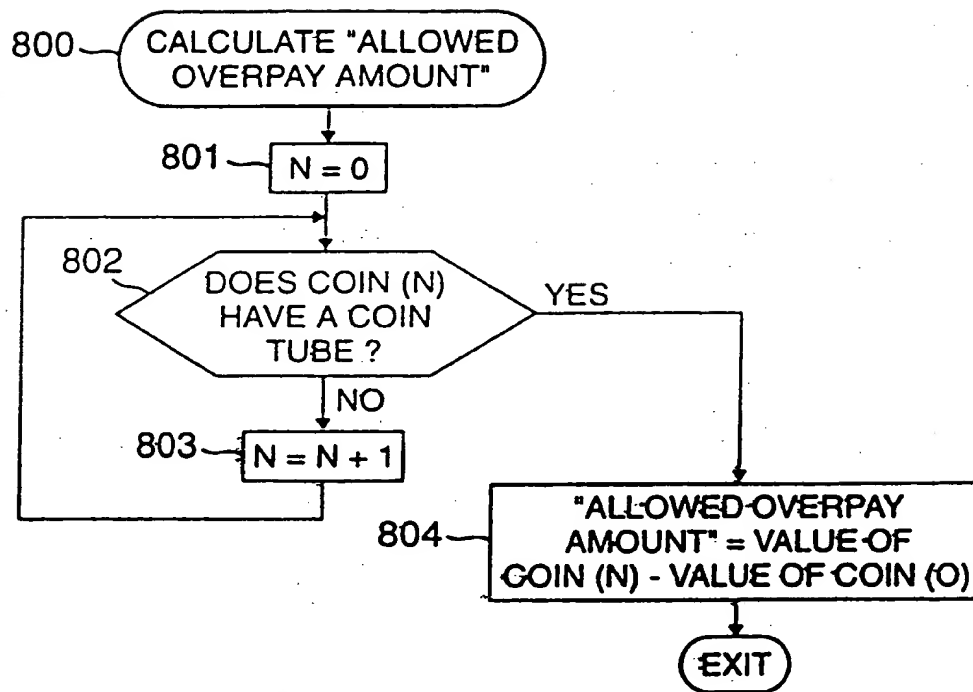 800
CALCULATE "ALLOWED
OVERPAY AMOUNT"
801
N = 0
802
DOES COIN (N)
HAVE A COIN
TUBE ?
YES
NO
803
N = N + 1
804
"ALLOWED OVERPAY
AMOUNT" = VALUE OF
COIN (N) - VALUE OF COIN (O)
EXIT